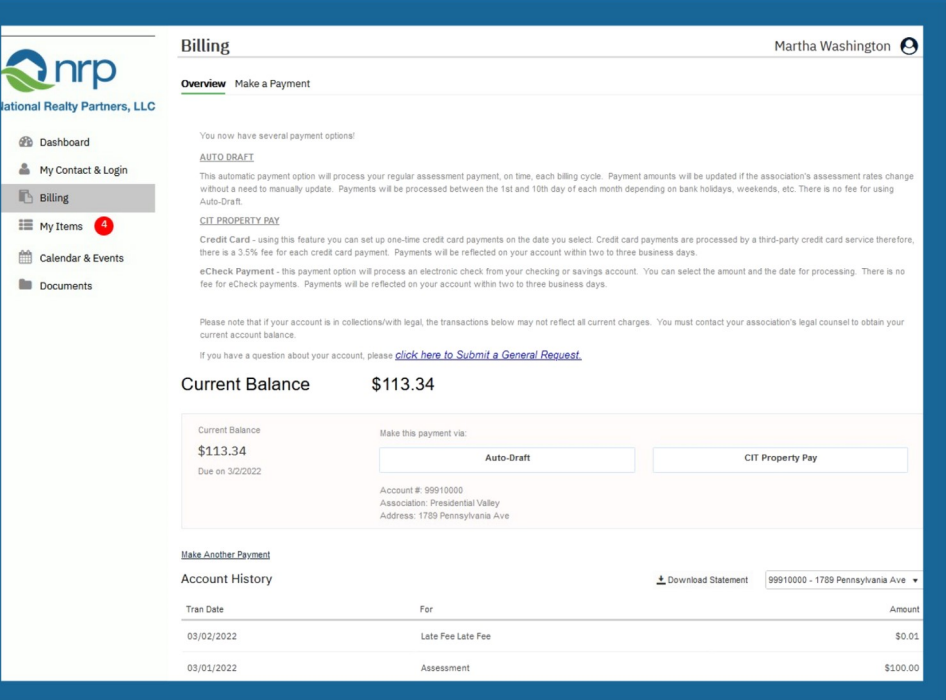 nrp
National Realty Partners, LLC
Dashboard
My Contact & Login
Billing
My Items 4
Calendar & Events
Documents
Billing
Martha Washington
Overview Make a Payment
You now have several payment options!
AUTO DRAFT
This automatic payment option will process your regular assessment payment, on time, each billing cycle. Payment amounts will be updated if the association's assessment rates change
without a need to manually update. Payments will be processed between the 1st and 10th day of each month depending on bank holidays, weekends, etc. There is no fee for using
Auto-Draft.
CIT PROPERTY PAY
Credit Card - using this feature you can set up one-time credit card payments on the date you select. Credit card payments are processed by a third-party credit card service therefore,
there is a 3.5% fee for each credit card payment. Payments will be reflected on your account within two to three business days.
eCheck Payment - this payment option will process an electronic check from your checking or savings account. You can select the amount and the date for processing. There is no
fee for eCheck payments. Payments will be reflected on your account within two to three business days.
Please note that if your account is in collections/with legal, the transactions below may not reflect all current charges. You must contact your association's legal counsel to obtain your
current account balance.
If you have a question about your account, please click here to Submit a General Request.
Current Balance $113.34
Current Balance
$113.34
Due on 3/2/2022
Make this payment via:
Auto-Draft
CIT Property Pay
Account #: 99910000
Association: Presidential Valley
Address: 1789 Pennsylvania Ave
Make Another Payment
Account History
Download Statement
99910000 - 1789 Pennsylvania Ave
Tran Date For Amount
03/02/2022 Late Fee Late Fee $0.01
03/01/2022 Assessment $100.00